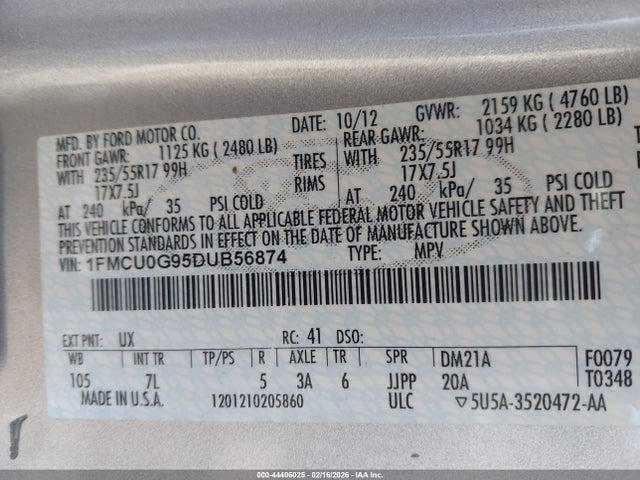 MFD. BY FORD MOTOR CO.
DATE: 10/12 GVWR: 2159 KG ( 4760 LB)
FRONT GAWR: 1125 KG ( 2480 LB) REAR GAWR: 1034 KG ( 2280 LB)
WITH 235/55R17 99H TIRES WITH 235/55R17 99H
17X7.5J RIMS 17X7.5J
AT 240 kPa/ 35 PSI COLD AT 240 kPa/ 35 PSI COLD
THIS VEHICLE CONFORMS TO ALL APPLICABLE FEDERAL MOTOR VEHICLE SAFETY AND THEFT
PREVENTION STANDARDS IN EFFECT ON THE DATE OF MANUFACTURE SHOWN ABOVE.
VIN: 1FMCU0G95DUB56874 TYPE: MPV
EXT PNT: UX RC: 41 DSO:
WB INT TR TP/PS R AXLE TR SPR DM21A F0079
105 7L 5 3A 6 JJPP 20A T0348
MADE IN U.S.A. 1201210205860 ULC ▽5U5A-3520472-AA
000-44406025 - 02/16/2026 - IAA Inc.